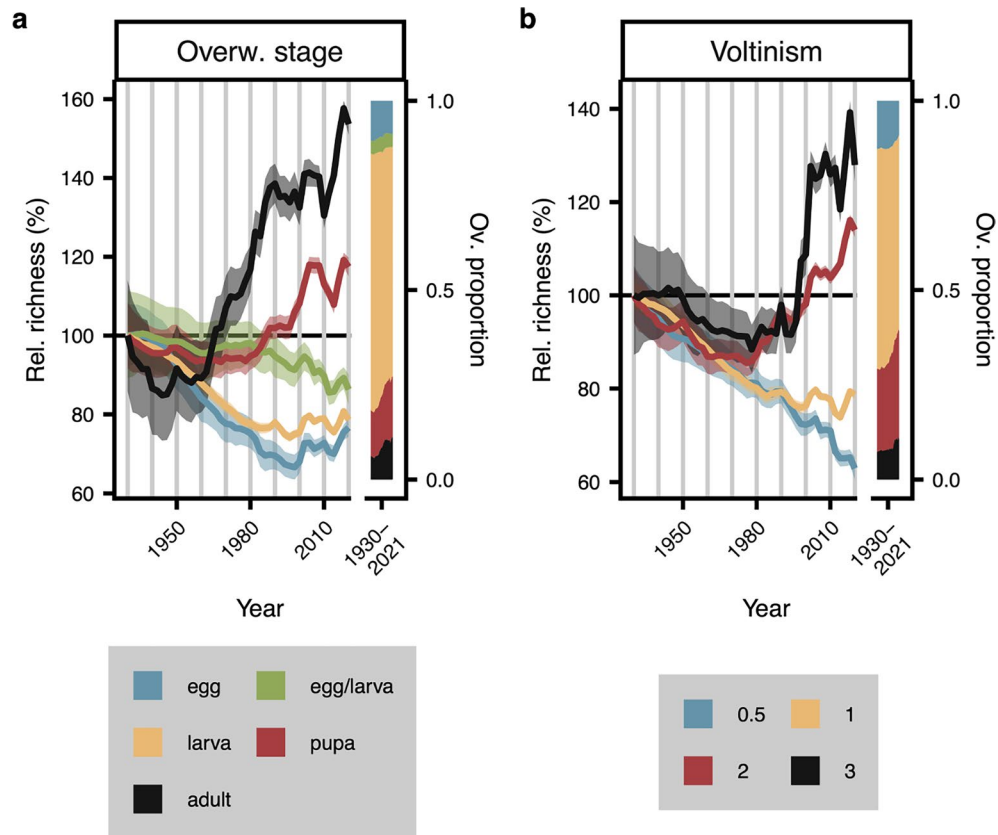 a
Overw. stage
Rel. richness (%)
160
140
120
100
80
60
1.0
0.5
0.0
Ov. proportion
1950
1980
2010
1930–
2021
Year
egg
egg/larva
larva
pupa
adult
b
Voltinism
Rel. richness (%)
140
120
100
80
60
1.0
0.5
0.0
Ov. proportion
1950
1980
2010
1930–
2021
Year
0.5
1
2
3